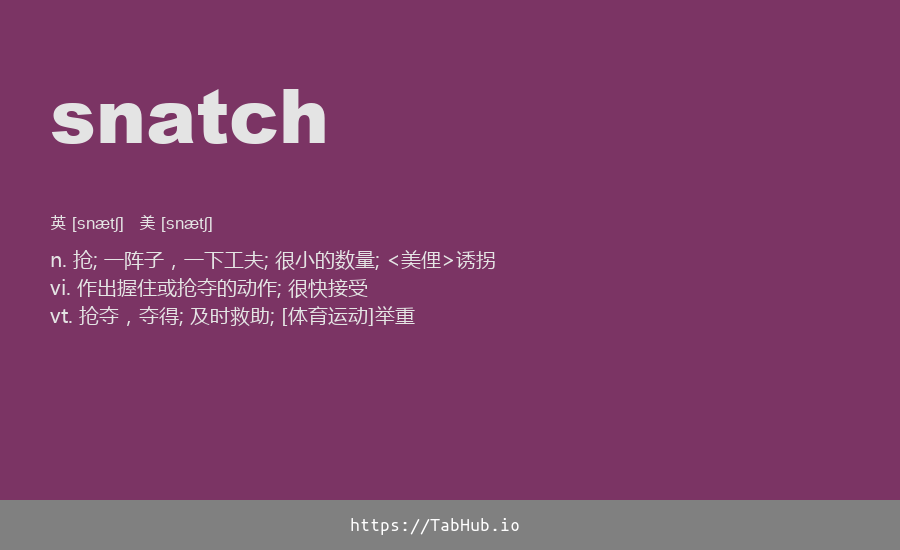 snatch
英 [snætʃ] 美 [snætʃ]
n. 抢; 一阵子，一下工夫; 很小的数量; <美俚>诱拐
vi. 作出握住或抢夺的动作; 很快接受
vt. 抢夺，夺得; 及时救助; [体育运动]举重
https://TabHub.io